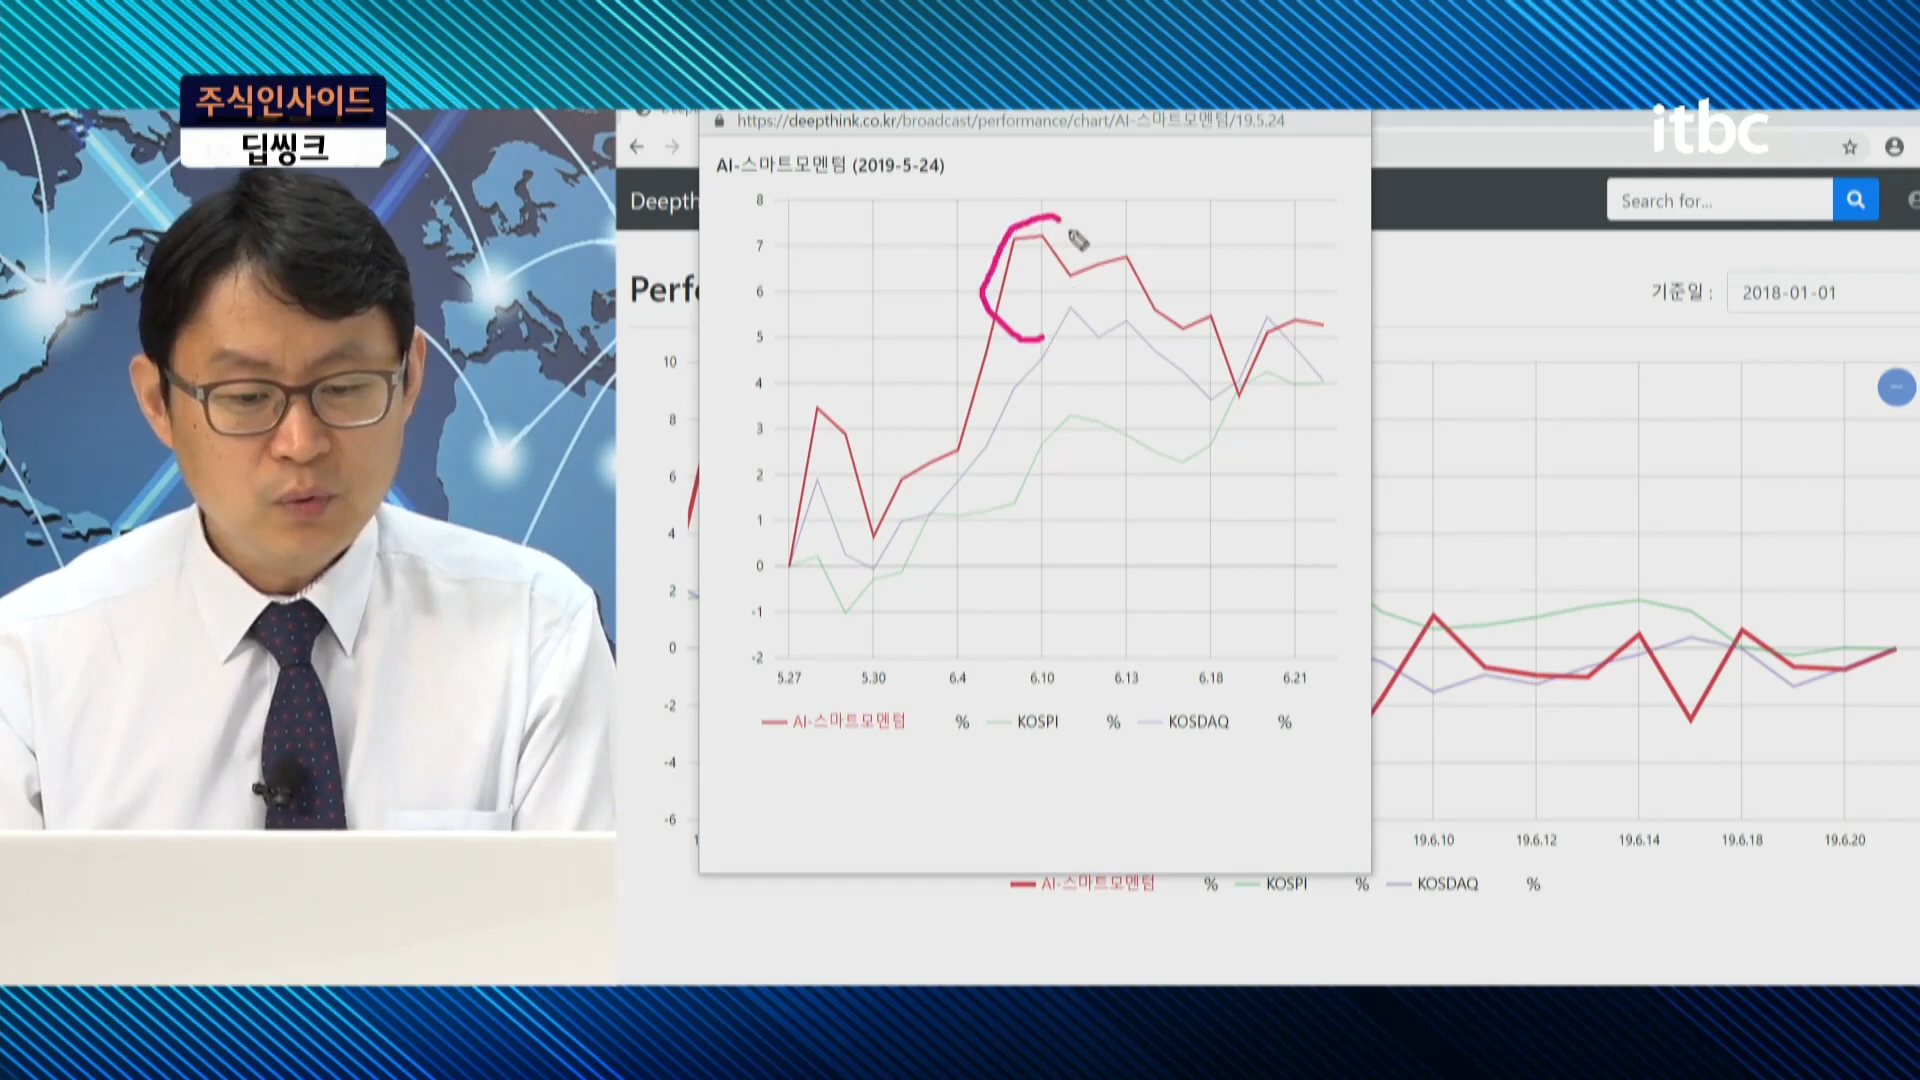 주식인사이드
딥씽크
itbc
https://deepthink.co.kr/broadcast/performance/chart/AI-스마트모멘텀/19.5.24
AI-스마트모멘텀 (2019-5-24)
Search for...
기준일 : 2018-01-01
8
7
6
5
4
3
2
1
0
-1
-2
5.27 5.30 6.4 6.10 6.13 6.18 6.21
AI-스마트모멘텀 % KOSPI % KOSDAQ %
10
8
6
4
2
0
-2
-4
-6
19.6.10 19.6.12 19.6.14 19.6.18 19.6.20
AI-스마트모멘텀 % KOSPI % KOSDAQ %